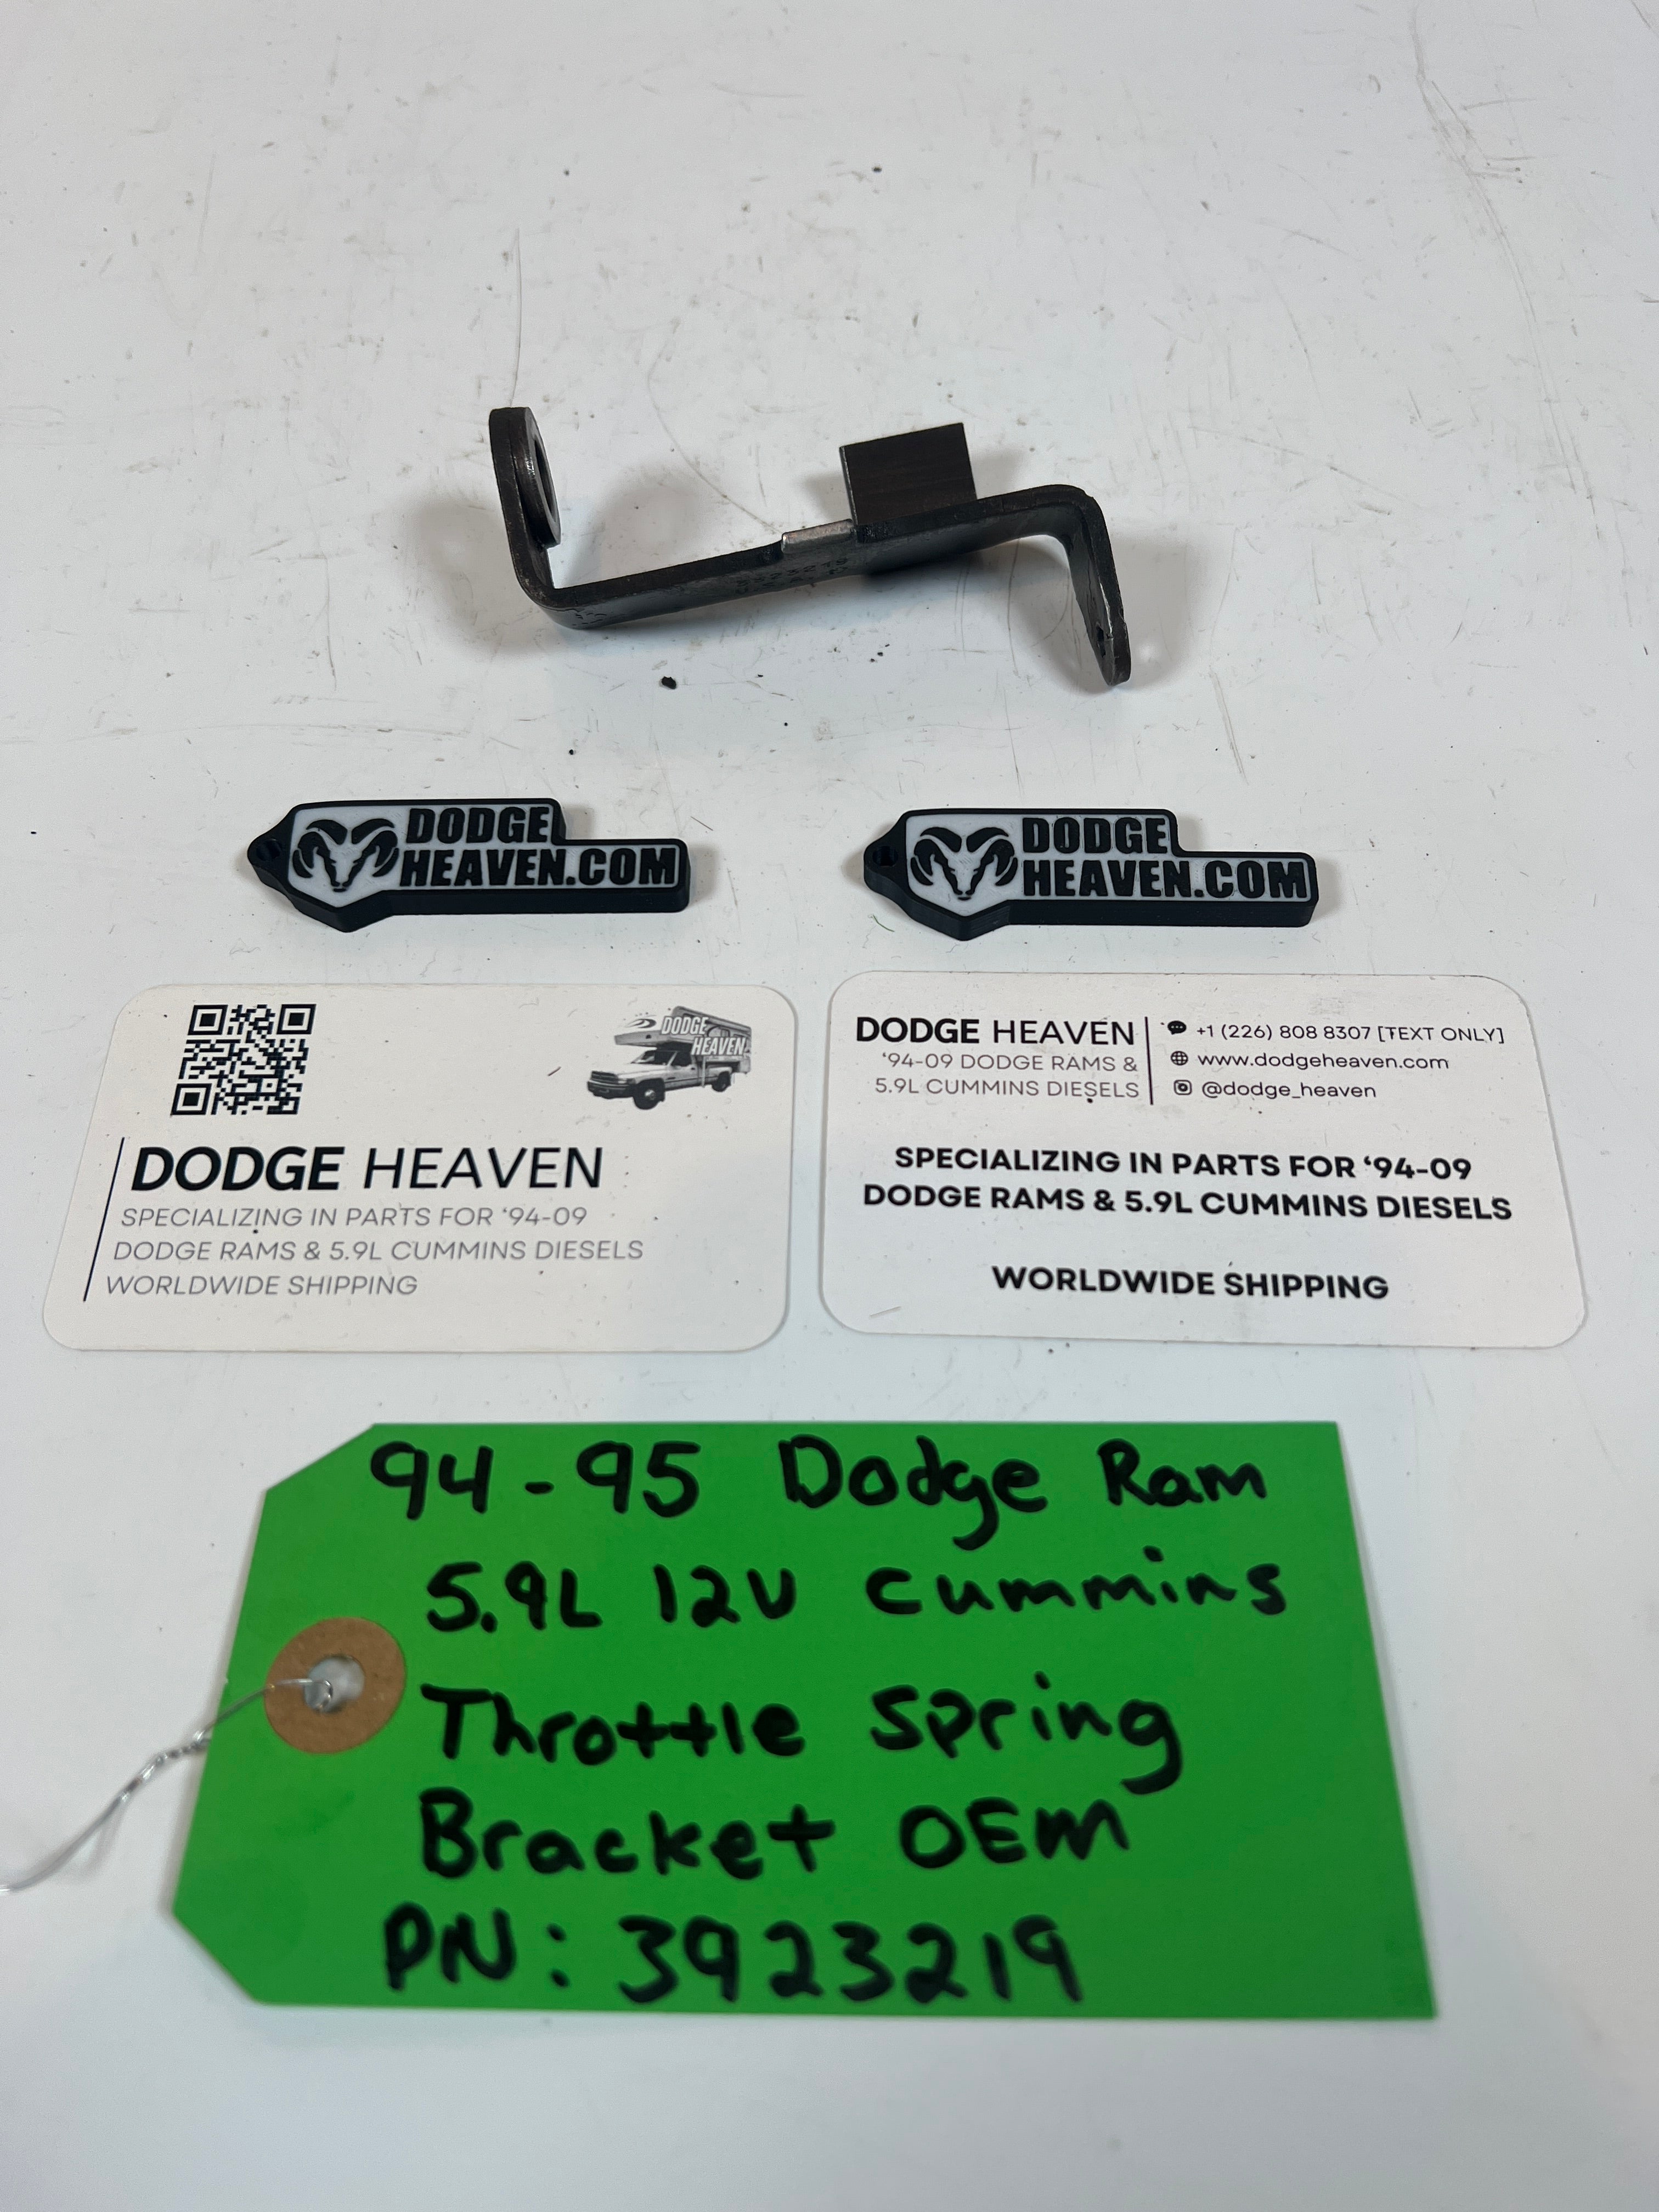 3923219
DODGE
HEAVEN.COM
DODGE
HEAVEN.COM
DODGE
HEAVEN
DODGE HEAVEN
SPECIALIZING IN PARTS FOR ‘94-09
DODGE RAMS & 5.9L CUMMINS DIESELS
WORLDWIDE SHIPPING
DODGE HEAVEN
‘94-09 DODGE RAMS &
5.9L CUMMINS DIESELS
+1 (226) 808 8307 [TEXT ONLY]
www.dodgeheaven.com
@dodge_heaven
SPECIALIZING IN PARTS FOR ‘94-09
DODGE RAMS & 5.9L CUMMINS DIESELS
WORLDWIDE SHIPPING
94-95 Dodge Ram
5.9L 12V Cummins
Throttle Spring
Bracket OEM
PN: 3923219